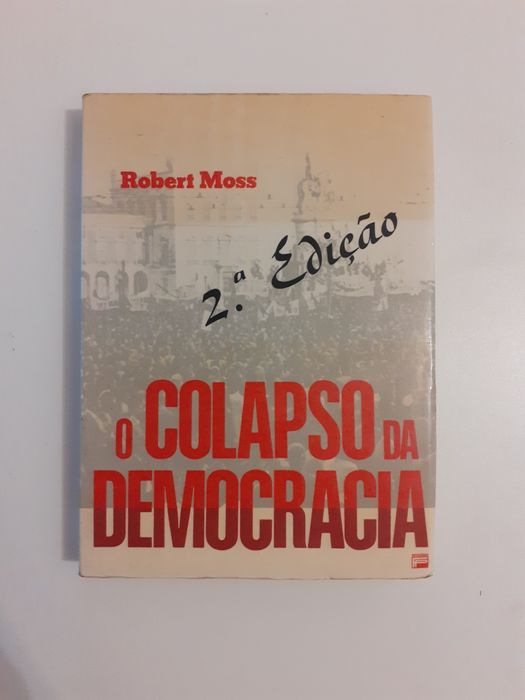 Robert Moss
2.ª Edição
O COLAPSO DA
DEMOCRACIA